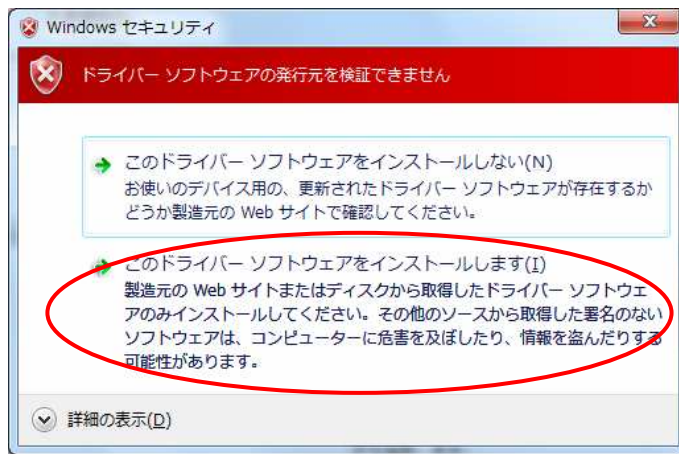 Windows セキュリティ
ドライバー ソフトウェアの発行元を検証できません
このドライバー ソフトウェアをインストールしない(N)
お使いのデバイス用の、更新されたドライバー ソフトウェアが存在するか
どうか製造元の Web サイトで確認してください。
このドライバー ソフトウェアをインストールします(I)
製造元の Web サイトまたはディスクから取得したドライバー ソフトウェ
アのみインストールしてください。その他のソースから取得した署名のない
ソフトウェアは、コンピューターに危害を及ぼしたり、情報を盗んだりする
可能性があります。
詳細の表示(D)